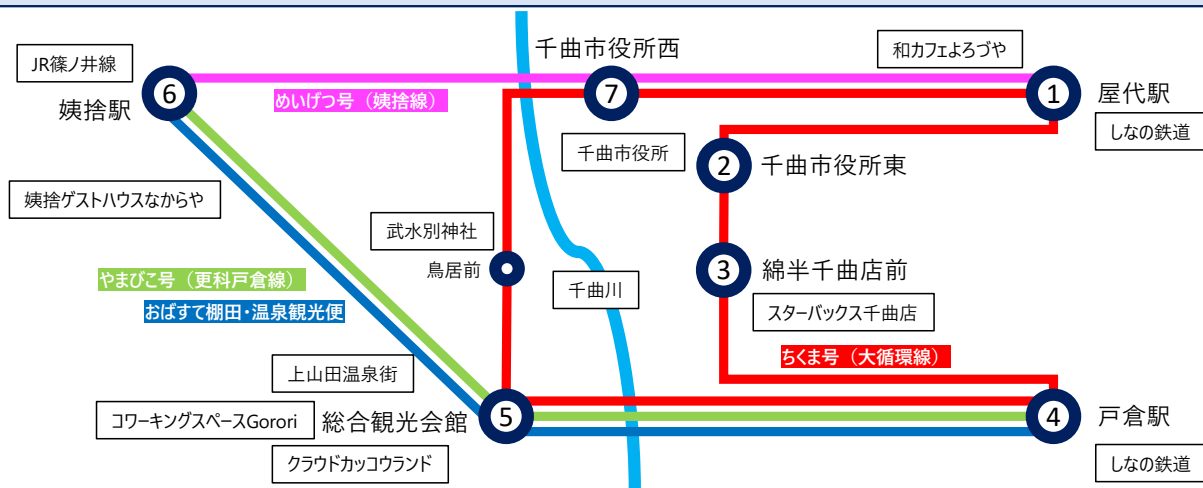 千曲市役所西
和カフェよろづや
JR篠ノ井線
6
7
1
姨捨駅
めいげつ号（姨捨線）
屋代駅
しなの鉄道
千曲市役所
2
千曲市役所東
姨捨ゲストハウスなからや
武水別神社
鳥居前
3
綿半千曲店前
やまびこ号（更科戸倉線）
千曲川
おばすて棚田・温泉観光便
スターバックス千曲店
ちくま号（大循環線）
上山田温泉街
コワーキングスペースGorori
総合観光会館
5
4
戸倉駅
クラウドカッコウランド
しなの鉄道